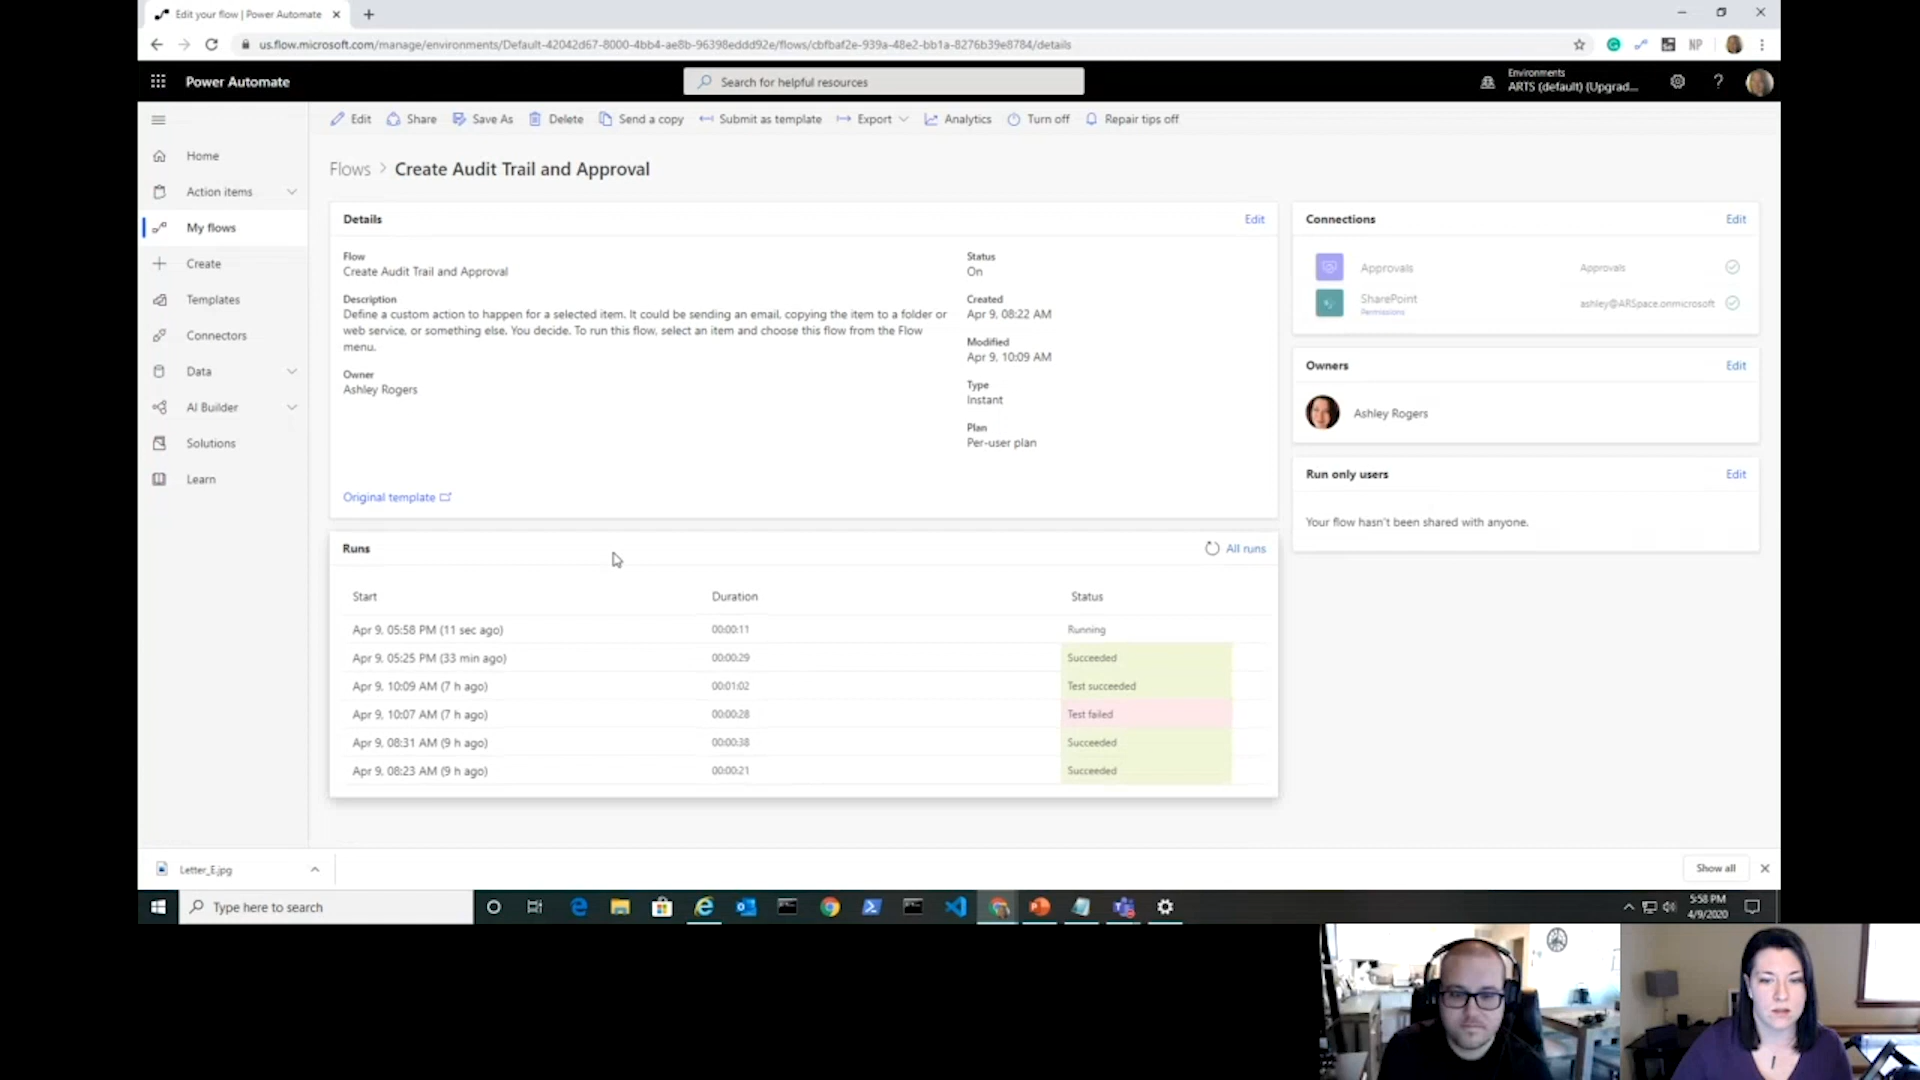 Edit your flow | Power Automate
us.flow.microsoft.com/manage/environments/Default-42042d67-8000-4bb4-ae8b-96398eddd92e/flows/cbfbaf2e-939a-48e2-bb1a-8276b39e8784/details
NP
Power Automate
Search for helpful resources
Environments
ARTS (default) (Upgrad...
?
Edit Share Save As Delete Send a copy Submit as template Export Analytics Turn off Repair tips off
Home
Action items
My flows
Create
Templates
Connectors
Data
AI Builder
Solutions
Learn
Flows > Create Audit Trail and Approval
Details Edit
Flow
Create Audit Trail and Approval
Description
Define a custom action to happen for a selected item. It could be sending an email, copying the item to a folder or
web service, or something else. You decide. To run this flow, select an item and choose this flow from the Flow
menu.
Owner
Ashley Rogers
Status
On
Created
Apr 9, 08:22 AM
Modified
Apr 9, 10:09 AM
Type
Instant
Plan
Per-user plan
Original template
Connections Edit
Approvals Approvals
SharePoint ashley@ARSpace.onmicrosoft
Permissions
Owners Edit
Ashley Rogers
Run only users Edit
Your flow hasn't been shared with anyone.
Runs All runs
Start Duration Status
Apr 9, 05:58 PM (11 sec ago) 00:00:11 Running
Apr 9, 05:25 PM (33 min ago) 00:00:29 Succeeded
Apr 9, 10:09 AM (7 h ago) 00:01:02 Test succeeded
Apr 9, 10:07 AM (7 h ago) 00:00:28 Test failed
Apr 9, 08:31 AM (9 h ago) 00:00:38 Succeeded
Apr 9, 08:23 AM (9 h ago) 00:00:21 Succeeded
Letter_E.jpg
Show all
Type here to search
5:58 PM
4/9/2020